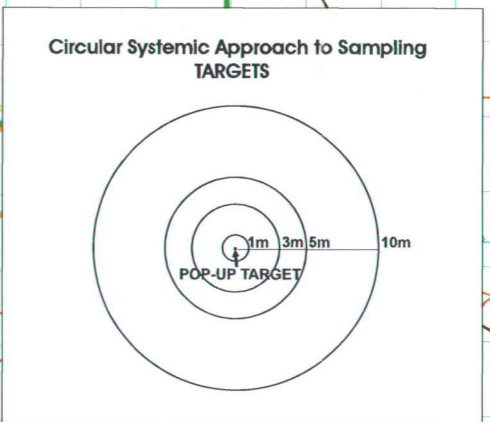 Circular Systemic Approach to Sampling
TARGETS
1m 3m 5m 10m
POP-UP TARGET